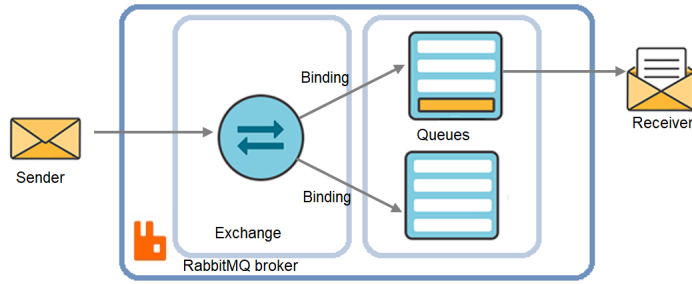 Sender
Exchange
RabbitMQ broker
Binding
Binding
Queues
Receiver